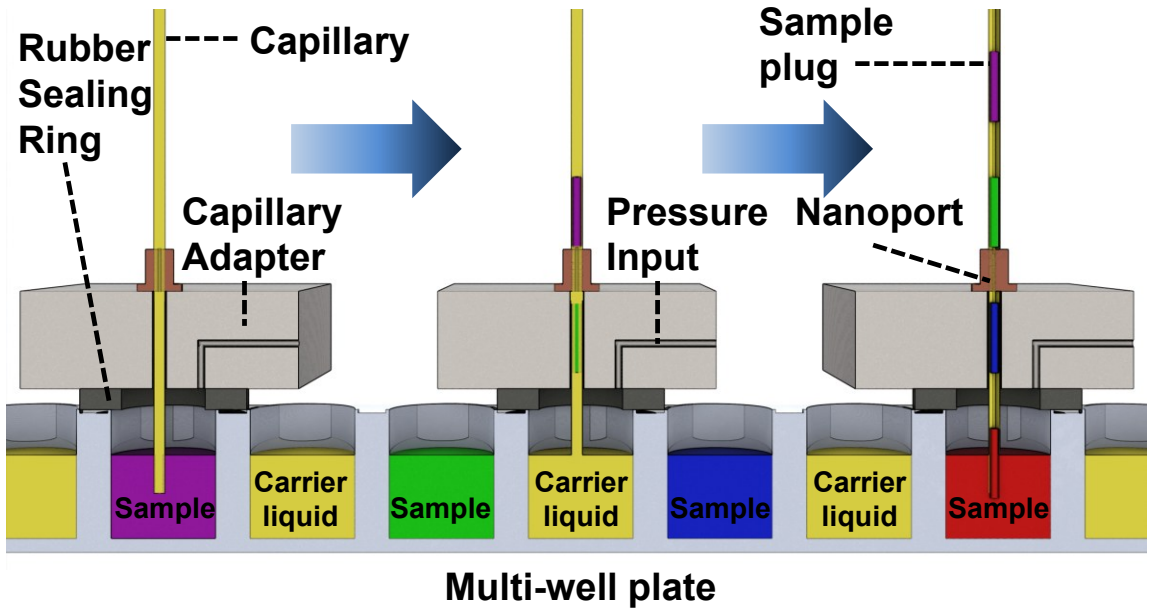 Rubber
Sealing
Ring
Capillary
Sample
plug
Capillary
Adapter
Pressure
Input
Nanoport
Sample
Carrier
liquid
Sample
Carrier
liquid
Sample
Carrier
liquid
Sample
Multi-well plate